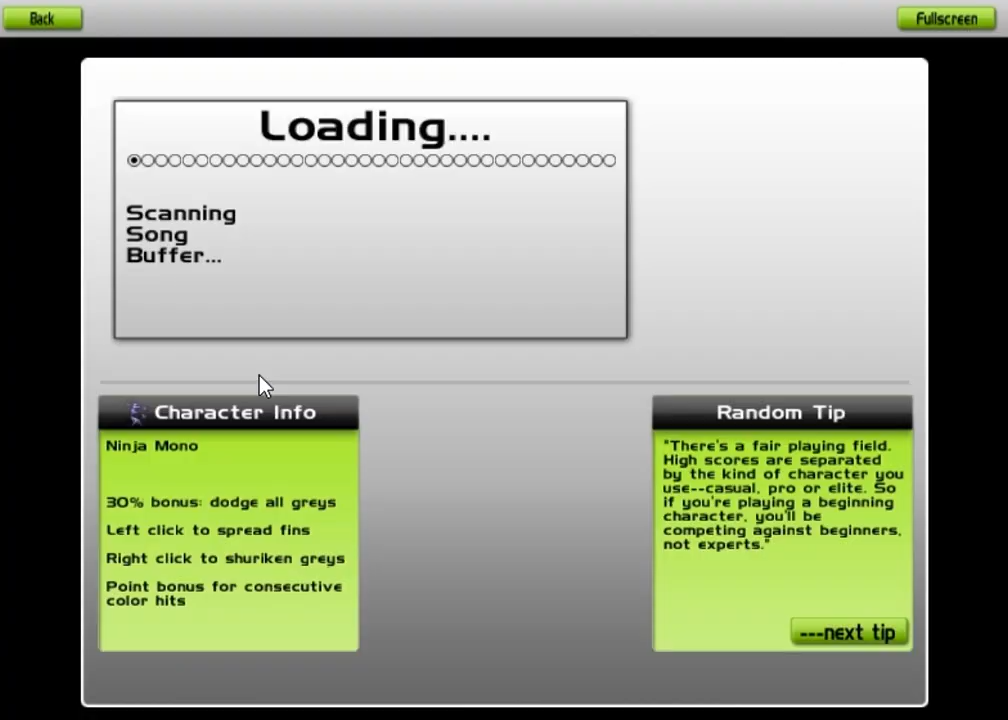 Back
Fullscreen
Loading....
Scanning
Song
Buffer...
Character Info
Ninja Mono
30% bonus: dodge all greys
Left click to spread fins
Right click to shuriken greys
Point bonus for consecutive
color hits
Random Tip
"There's a fair playing field.
High scores are separated
by the kind of character you
use--casual, pro or elite. So
if you're playing a beginning
character, you'll be
competing against beginners,
not experts."
---next tip